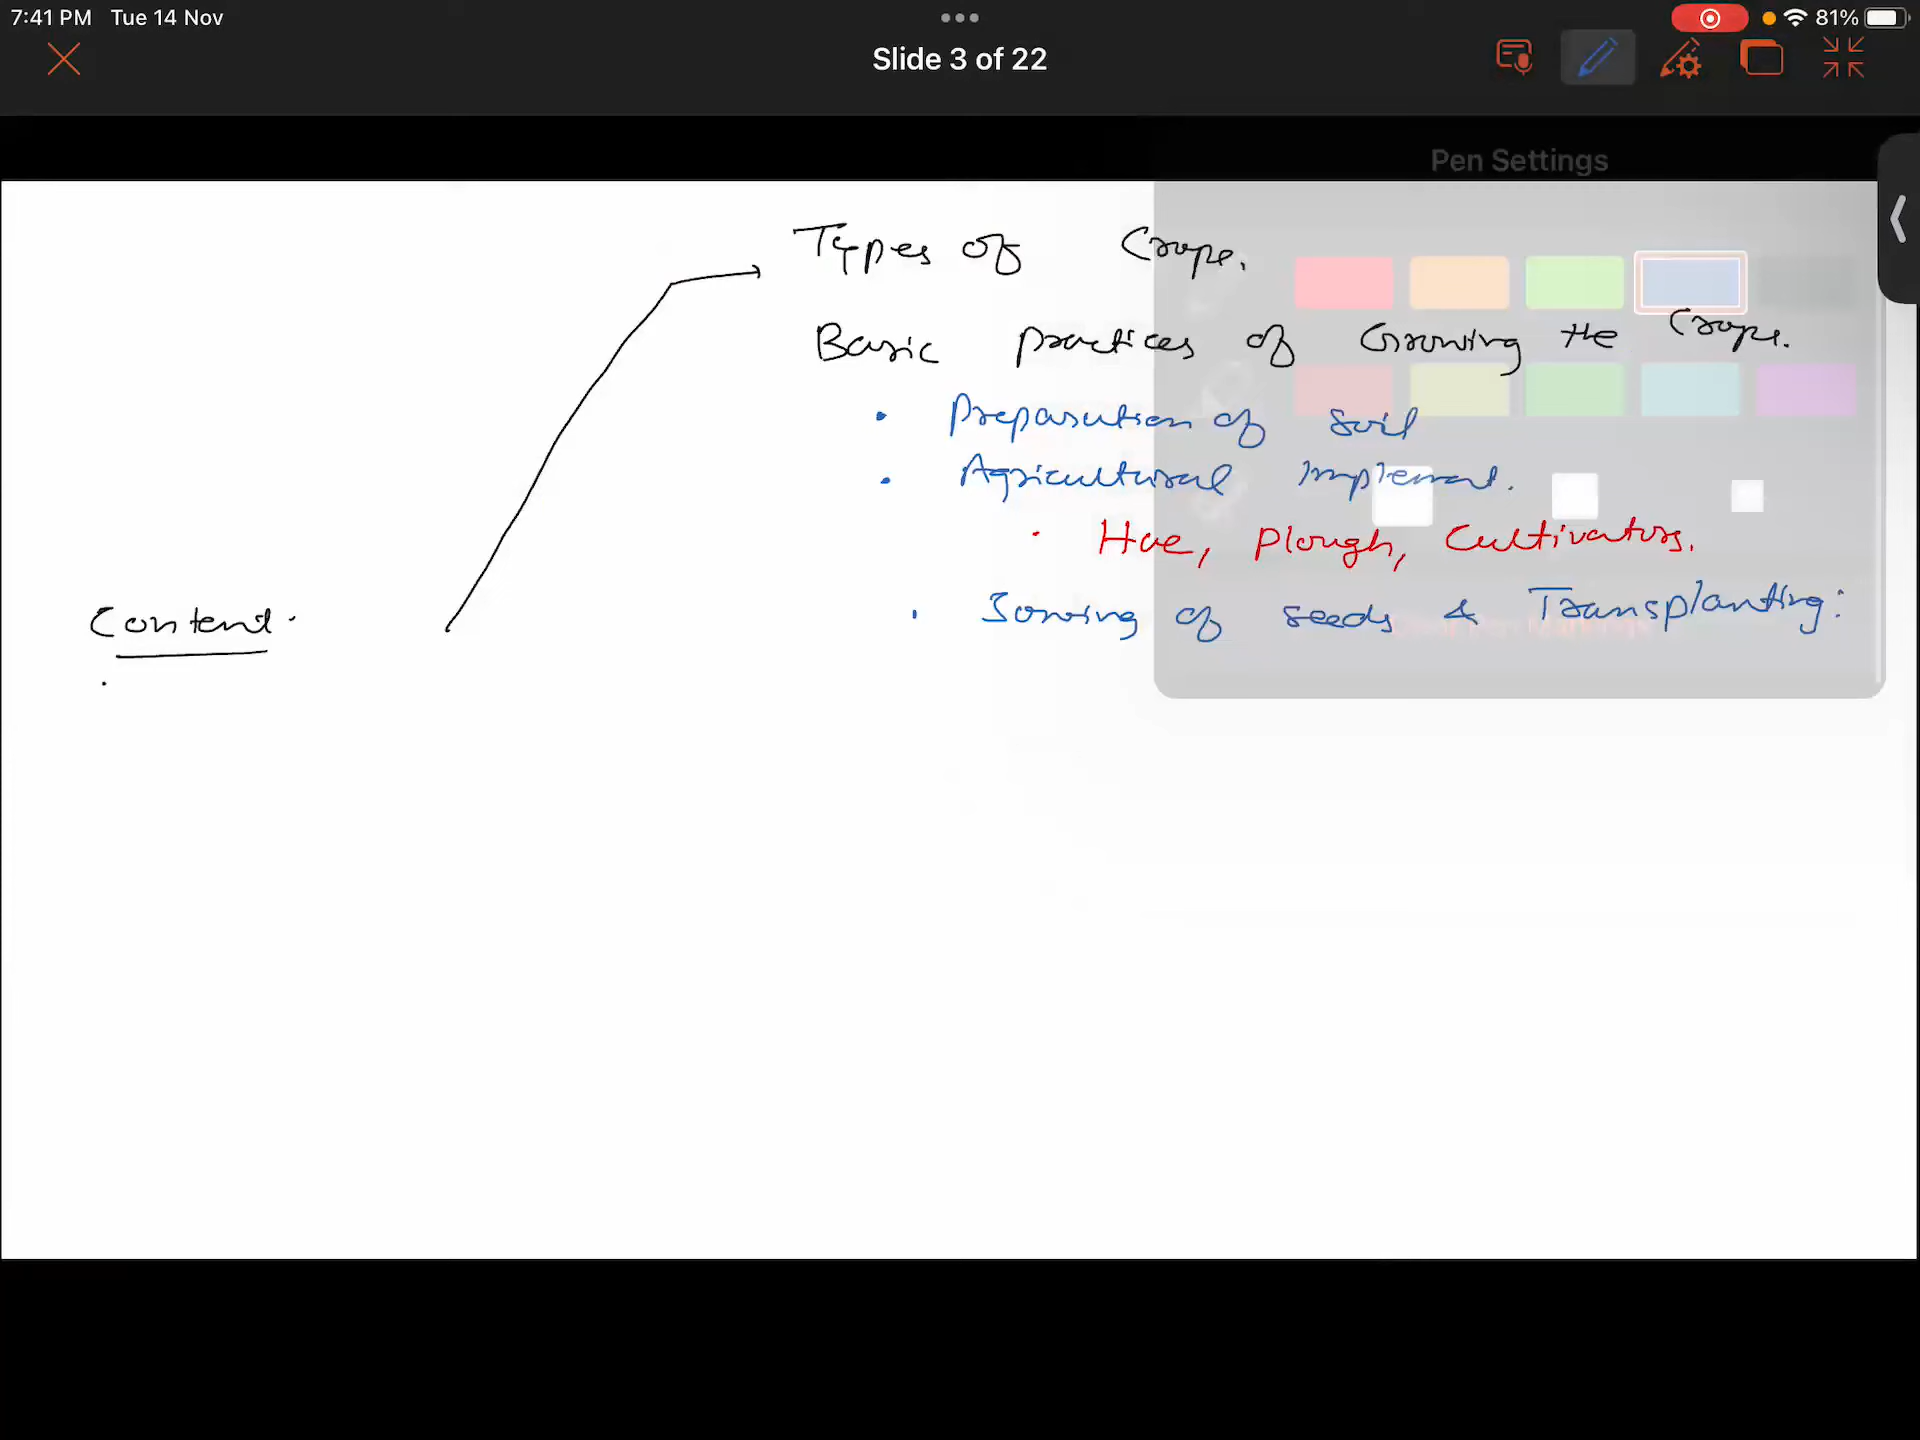 7:41 PM Tue 14 Nov 81%
Slide 3 of 22
Pen Settings
Types of Crops.
Basic practices of Growing the Crops.
• Preparation of Soil
• Agricultural Implement.
• Hoe, Plough, Cultivators.
• Sowing of seeds & Transplanting:
Content.